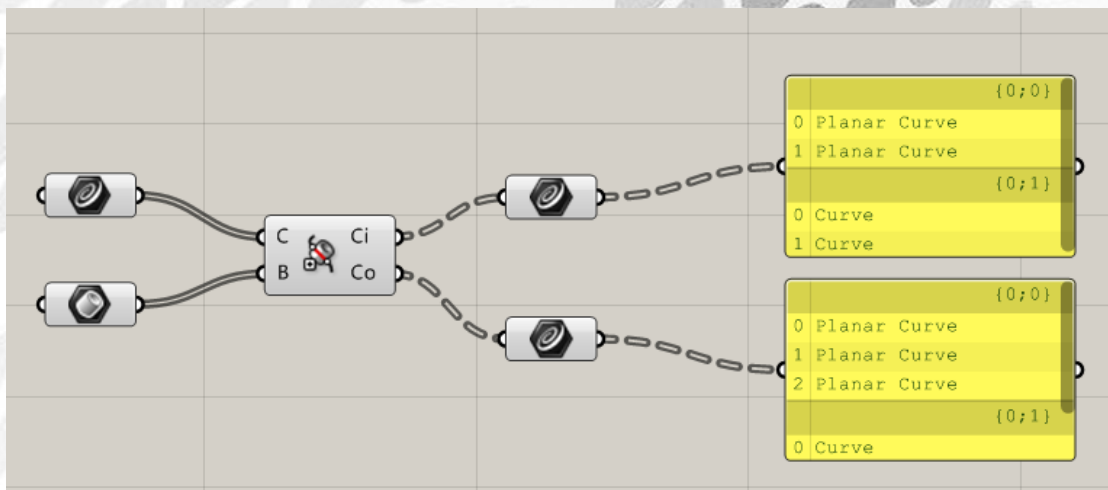 C Ci
B Co
{0;0}
0 Planar Curve
1 Planar Curve
{0;1}
0 Curve
1 Curve
{0;0}
0 Planar Curve
1 Planar Curve
2 Planar Curve
{0;1}
0 Curve